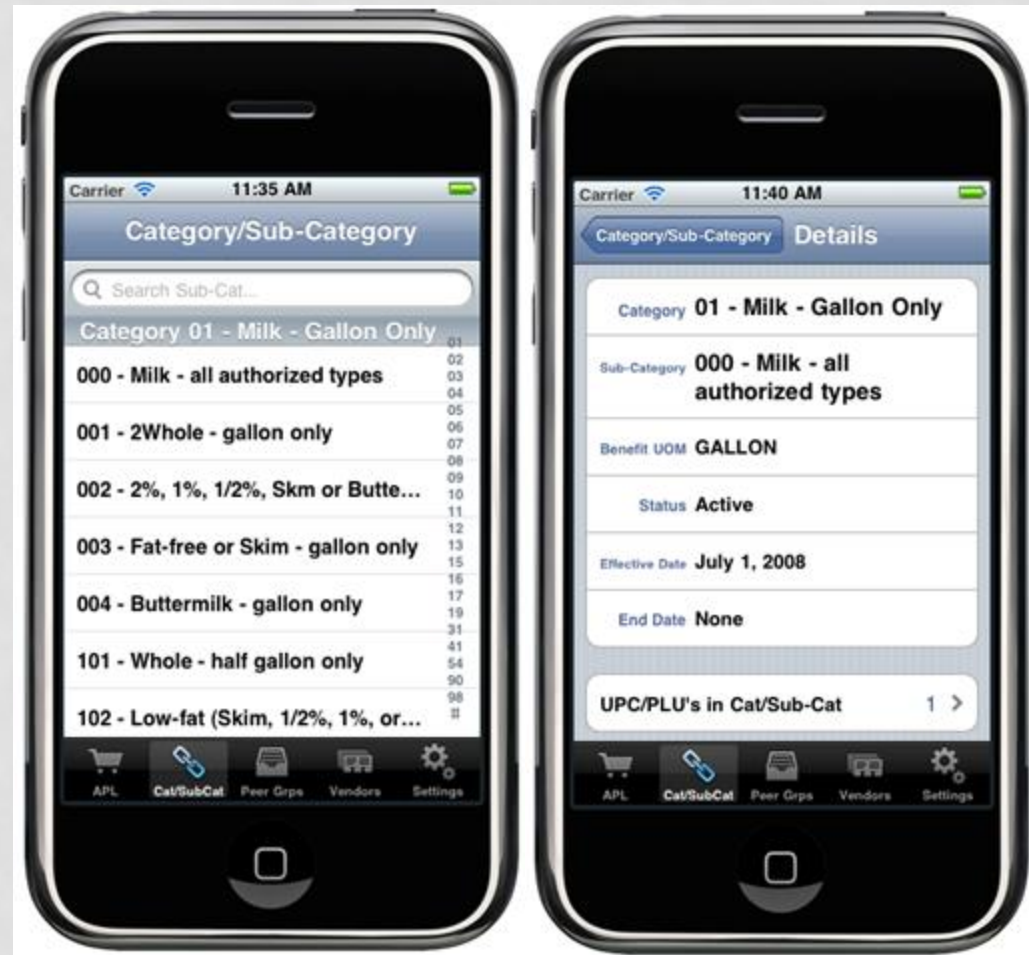 Carrier 11:35 AM
Category/Sub-Category
Search Sub-Cat...
Category 01 - Milk - Gallon Only
000 - Milk - all authorized types
001 - 2Whole - gallon only
002 - 2%, 1%, 1/2%, Skm or Butte...
003 - Fat-free or Skim - gallon only
004 - Buttermilk - gallon only
101 - Whole - half gallon only
102 - Low-fat (Skim, 1/2%, 1%, or...
01
02
03
04
05
06
07
08
09
10
11
12
13
15
16
17
19
31
41
54
90
98
#
APL Cat/SubCat Peer Grps Vendors Settings
Carrier 11:40 AM
Category/Sub-Category Details
Category 01 - Milk - Gallon Only
Sub-Category 000 - Milk - all
authorized types
Benefit UOM GALLON
Status Active
Effective Date July 1, 2008
End Date None
UPC/PLU's in Cat/Sub-Cat 1
APL Cat/SubCat Peer Grps Vendors Settings